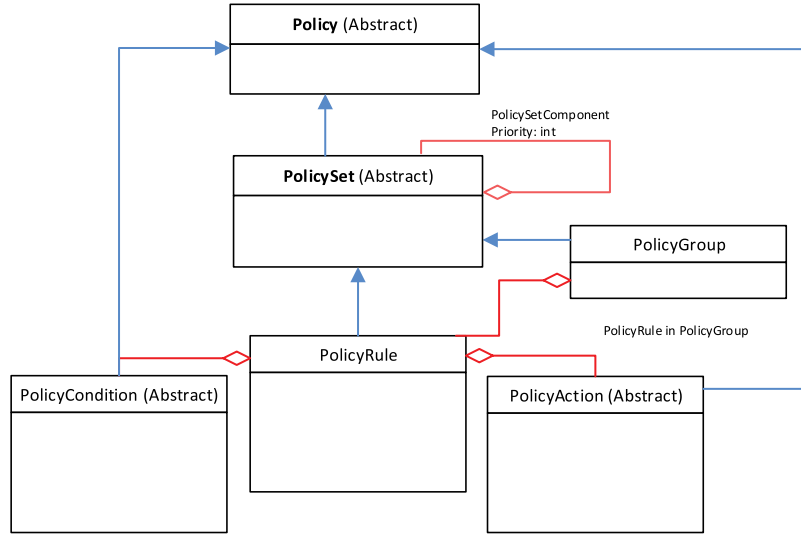 Policy (Abstract)
PolicySetComponent
Priority: int
PolicySet (Abstract)
PolicyGroup
PolicyRule in PolicyGroup
PolicyRule
PolicyCondition (Abstract)
PolicyAction (Abstract)